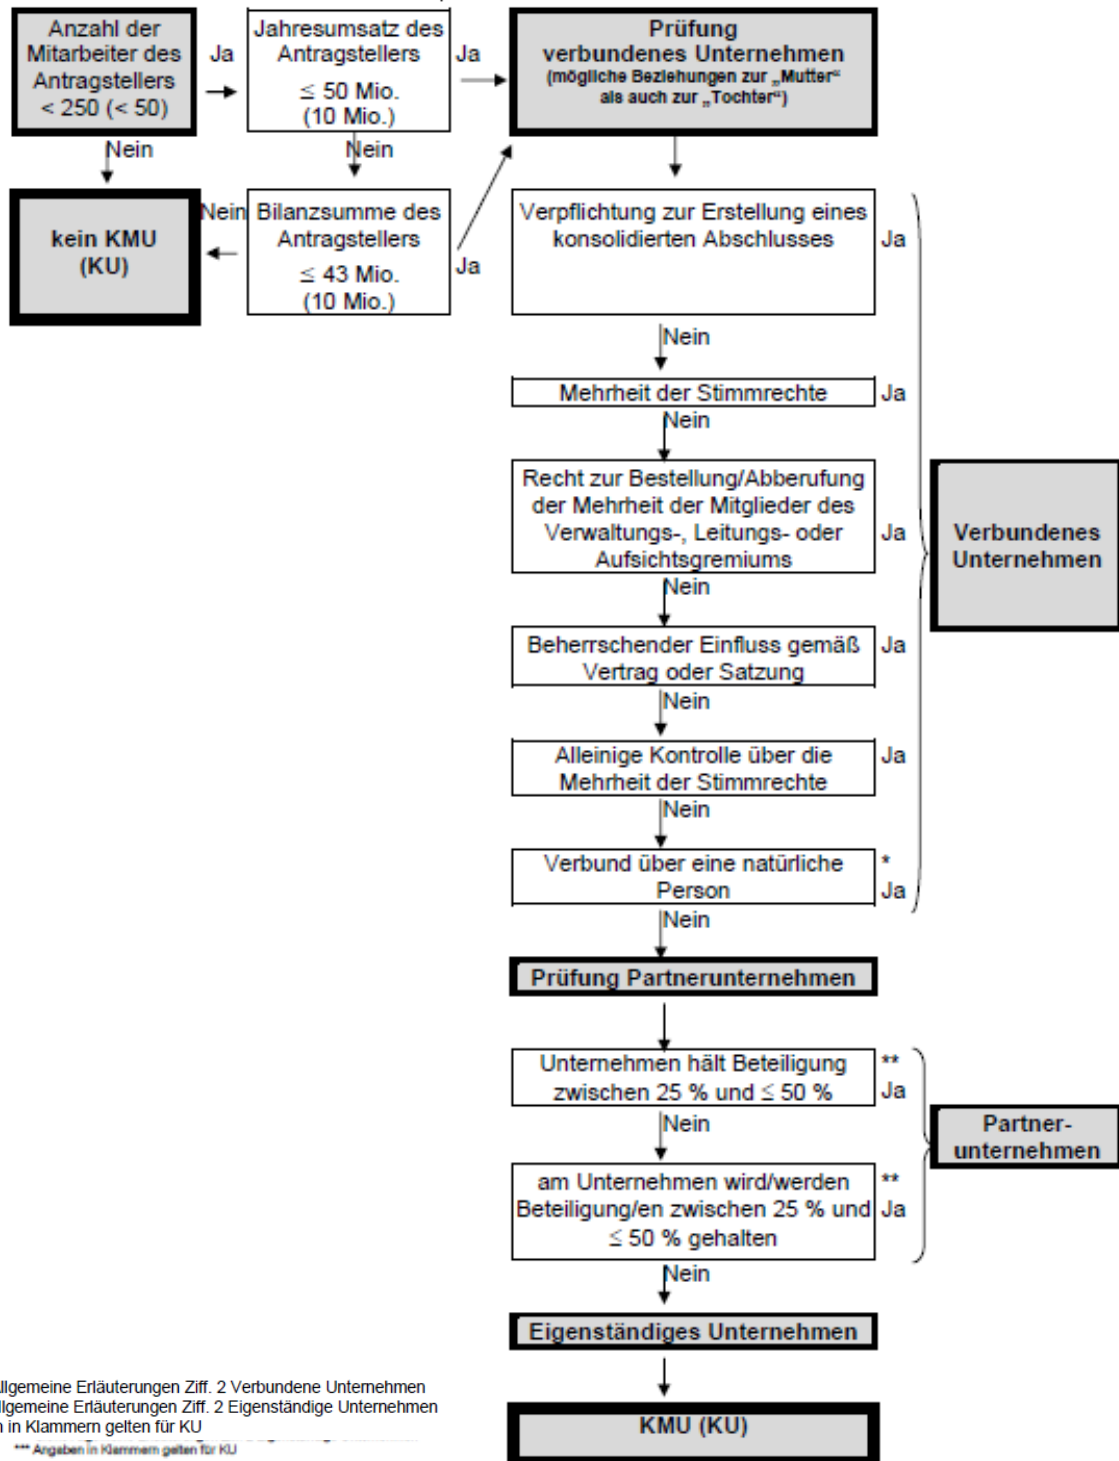 Anzahl der
Mitarbeiter des
Antragstellers
< 250 (< 50)
Ja
Jahresumsatz des
Antragstellers
≤ 50 Mio.
(10 Mio.)
Ja
Prüfung
verbundenes Unternehmen
(mögliche Beziehungen zur „Mutter“
als auch zur „Tochter“)
Nein
Nein
kein KMU
(KU)
Nein
Bilanzsumme des
Antragstellers
≤ 43 Mio.
(10 Mio.)
Ja
Verpflichtung zur Erstellung eines
konsolidierten Abschlusses
Ja
Nein
Mehrheit der Stimmrechte
Ja
Nein
Recht zur Bestellung/Abberufung
der Mehrheit der Mitglieder des
Verwaltungs-, Leitungs- oder
Aufsichtsgremiums
Ja
Verbundenes
Unternehmen
Nein
Beherrschender Einfluss gemäß
Vertrag oder Satzung
Ja
Nein
Alleinige Kontrolle über die
Mehrheit der Stimmrechte
Ja
Nein
Verbund über eine natürliche
Person
*
Ja
Nein
Prüfung Partnerunternehmen
Unternehmen hält Beteiligung
zwischen 25 % und ≤ 50 %
**
Ja
Nein
Partner-
unternehmen
am Unternehmen wird/werden
Beteiligung/en zwischen 25 % und
≤ 50 % gehalten
**
Ja
Nein
Eigenständiges Unternehmen
KMU (KU)
Allgemeine Erläuterungen Ziff. 2 Verbundene Unternehmen
llgemeine Erläuterungen Ziff. 2 Eigenständige Unternehmen
n in Klammern gelten für KU
*** Angaben in Klammern gelten für KU